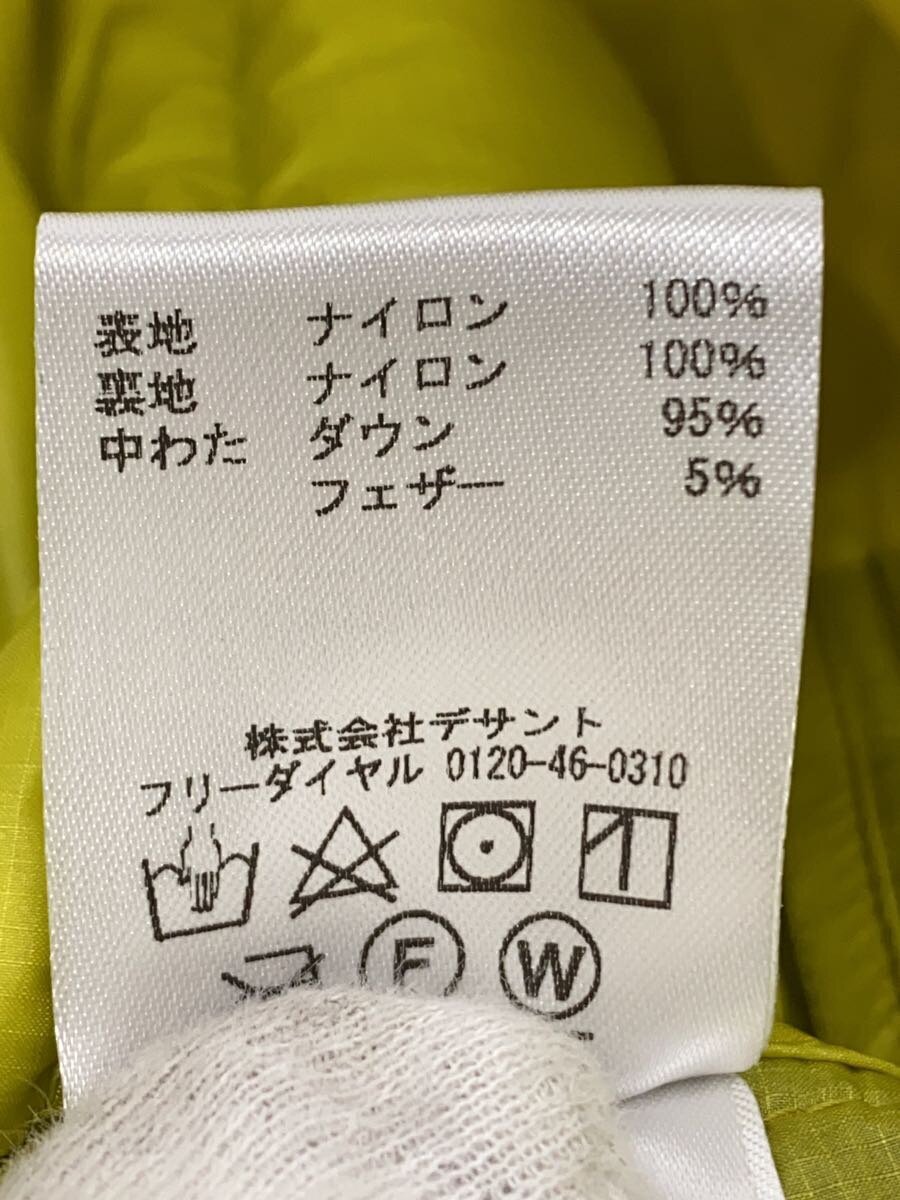 表地 ナイロン 100%
裏地 ナイロン 100%
中わた ダウン 95%
フェザー 5%
株式会社デサント
フリーダイヤル 0120-46-0310
F W